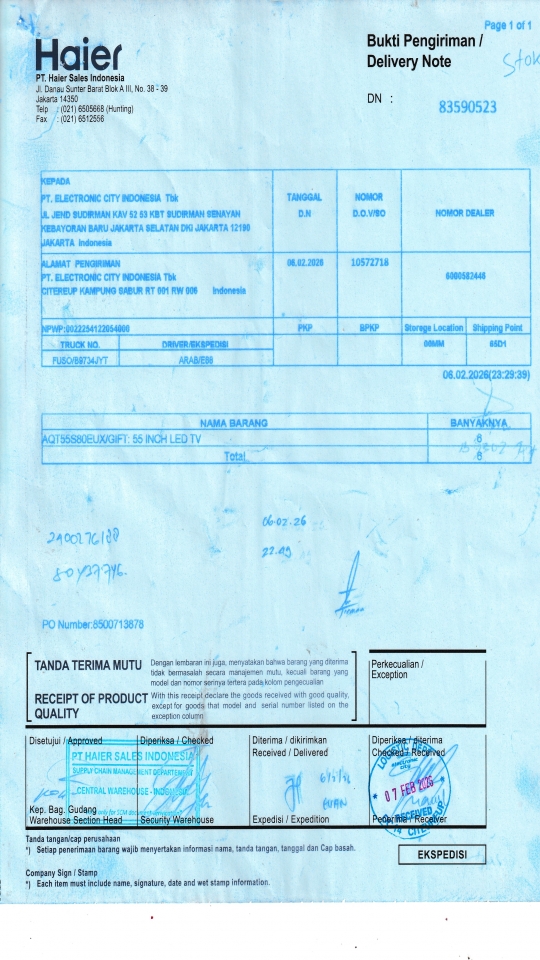 Page 1 of 1
Haier
PT. Haier Sales Indonesia
Jl. Danau Sunter Barat Blok A III, No. 38 - 39
Jakarta 14350
Telp : (021) 6505668 (Hunting)
Fax : (021) 6512556
Bukti Pengiriman /
Delivery Note
Stok
DN :
83590523
KEPADA
PT. ELECTRONIC CITY INDONESIA Tbk
JL JEND SUDIRMAN KAV 52 53 KBT SUDIRMAN SENAYAN
KEBAYORAN BARU JAKARTA SELATAN DKI JAKARTA 12190
JAKARTA Indonesia
TANGGAL
D.N
NOMOR
D.O.V/SO
NOMOR DEALER
ALAMAT PENGIRIMAN
PT. ELECTRONIC CITY INDONESIA Tbk
CITEREUP KAMPUNG SABUR RT 001 RW 006 Indonesia
06.02.2026
10572718
6000582446
NPWP:0022254122054000
PKP
BPKP
Storage Location
Shipping Point
TRUCK NO.
DRIVER/EKSPEDISI
00MM
65D1
FUSO/B9734JYT
ARAB/E66
06.02.2026(23:29:39)
NAMA BARANG
BANYAKNYA
AQT55S80EUX/GIFT: 55 INCH LED TV
6
Total
6
06.02.26
PO Number:8500713878
TANDA TERIMA MUTU
Dengan lembaran ini juga, menyatakan bahwa barang yang diterima
tidak bermasalah secara manajemen mutu, kecuali barang yang
model dan nomor serinya tertera pada kolom pengecualian
RECEIPT OF PRODUCT
QUALITY
With this receipt declare the goods received with good quality,
except for goods that model and serial number listed on the
exception column
Perkecualian /
Exception
Disetujui / Approved
Diperiksa / Checked
Diterima / dikirimkan
Received / Delivered
Diperiksa / diterima
Checked / Received
PT.HAIER SALES INDONESIA
SUPPLY CHAIN MANAGEMENT DEPARTMENT
CENTRAL WAREHOUSE -
LOGISTIC DEPT
electronic
city
07 FEB 2026
RECEIVED
Kep. Bag. Gudang
Warehouse Section Head
Security Warehouse
Expedisi / Expedition
Penerima / Receiver
Tanda tangan/cap perusahaan
*) Setiap penerimaan barang wajib menyertakan informasi nama, tanda tangan, tanggal dan Cap basah.
EKSPEDISI
Company Sign / Stamp
*) Each item must include name, signature, date and wet stamp information.